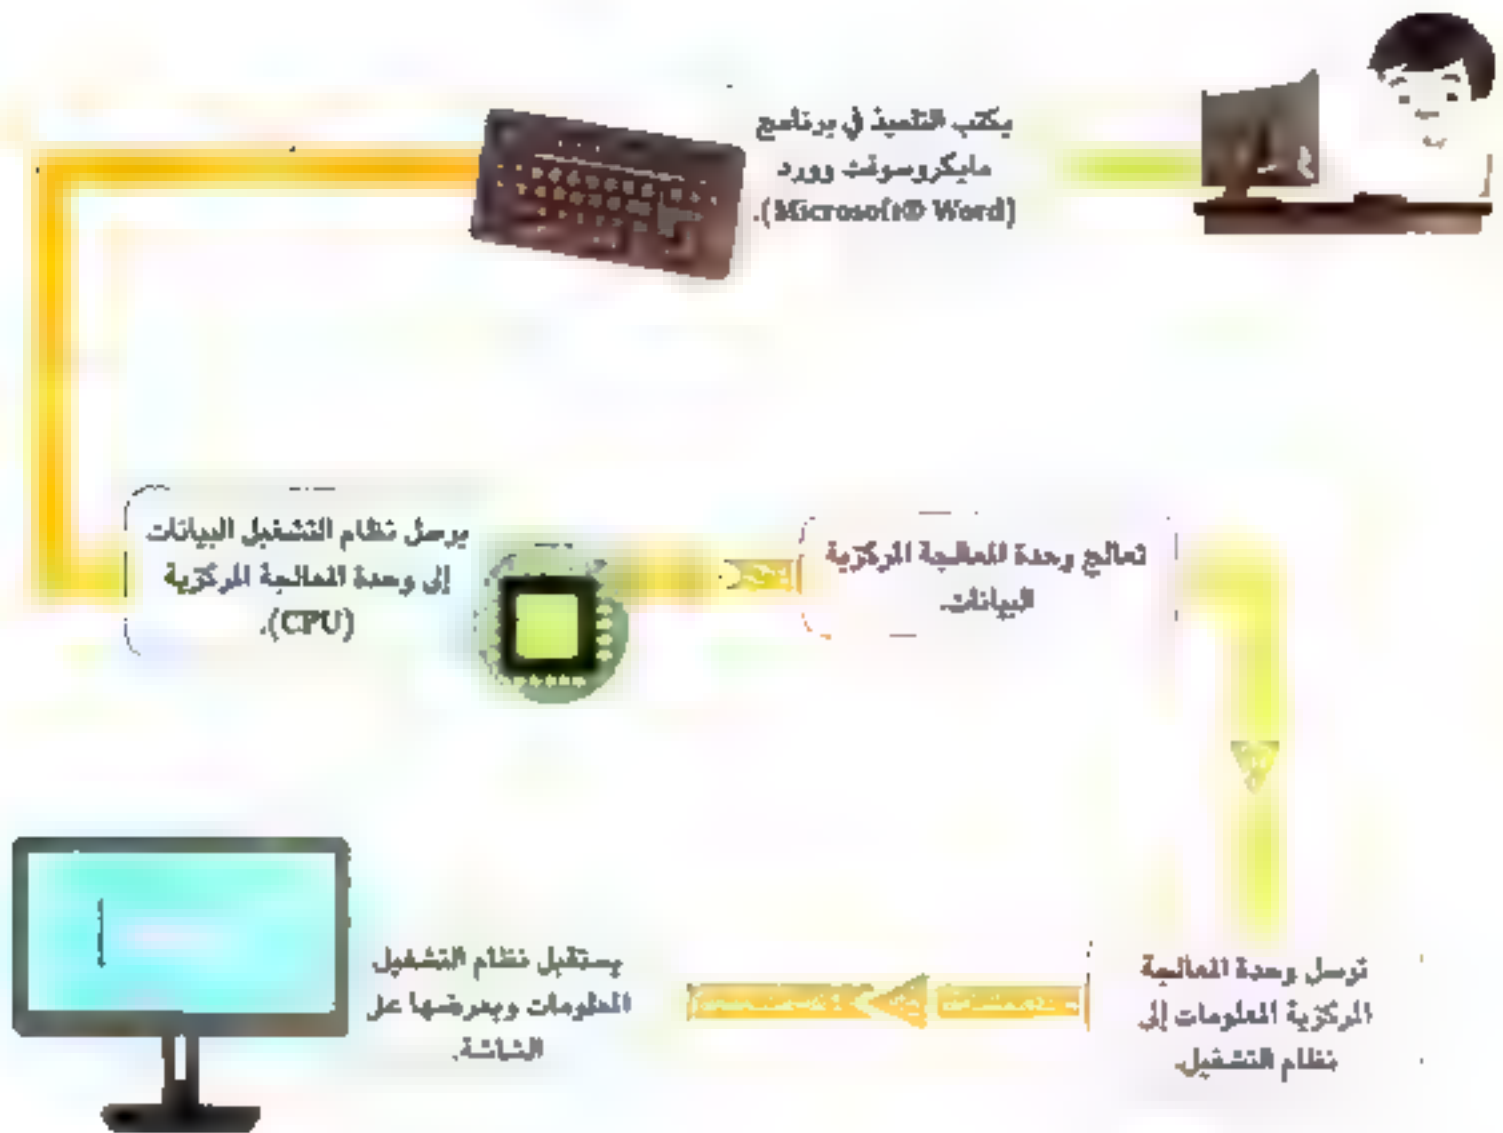 يكتب التلميذ في برنامج
مايكروسوفت وورد
(Microsoft® Word).
يرسل نظام التشغيل البيانات
إلى وحدة المعالجة المركزية
(CPU).
تعالج وحدة المعالجة المركزية
البيانات.
ترسل وحدة المعالجة
المركزية المعلومات إلى
نظام التشغيل.
يستقبل نظام التشغيل
المعلومات ويعرضها على
الشاشة.